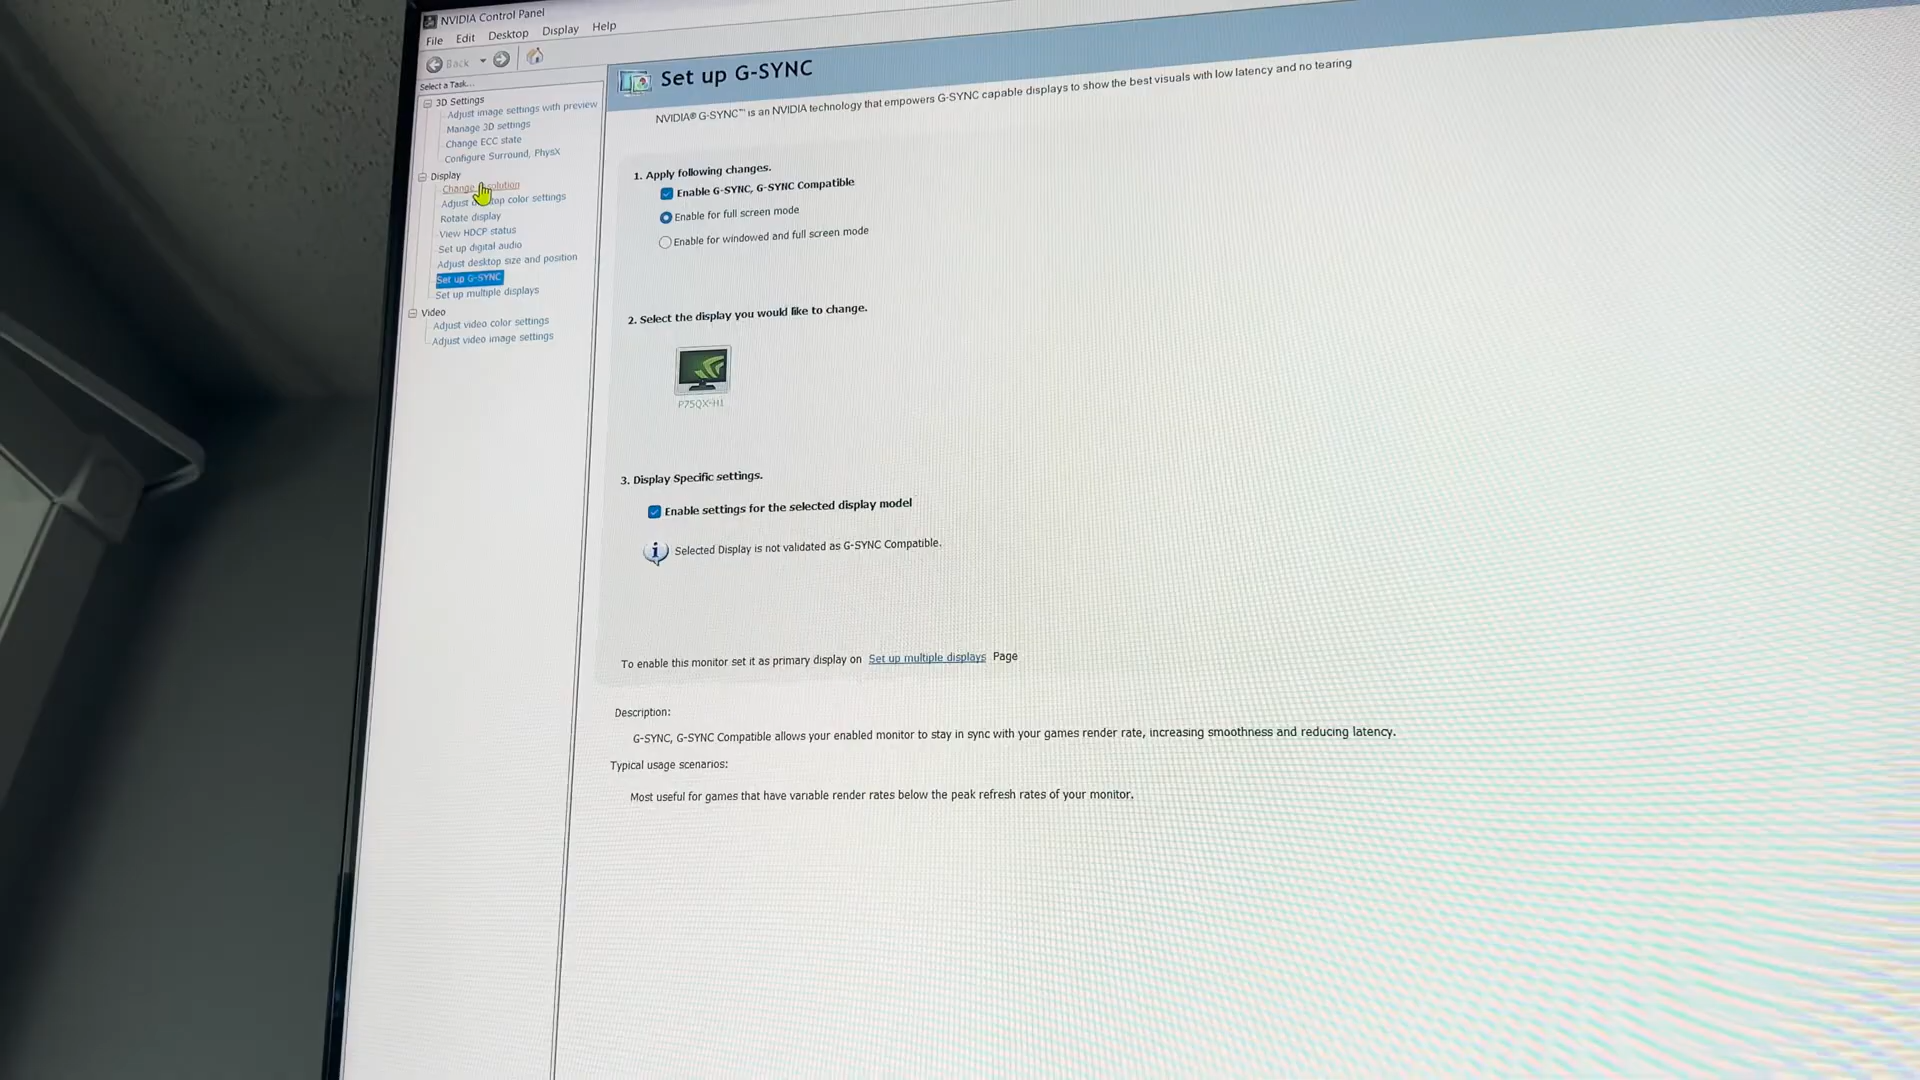 NVIDIA Control Panel
File Edit Desktop Display Help
Back
Select a Task...
3D Settings
Adjust image settings with preview
Manage 3D settings
Change ECC state
Configure Surround, PhysX
Display
Change
Adjust desktop color settings
Rotate display
View HDCP status
Set up digital audio
Adjust desktop size and position
Set up G-SYNC
Set up multiple displays
Video
Adjust video color settings
Adjust video image settings
Set up G-SYNC
NVIDIA® G-SYNC™ is an NVIDIA technology that empowers G-SYNC capable displays to show the best visuals with low latency and no tearing
1. Apply following changes.
Enable G-SYNC, G-SYNC Compatible
Enable for full screen mode
Enable for windowed and full screen mode
2. Select the display you would like to change.
P75QX-H1
3. Display Specific settings.
Enable settings for the selected display model
Selected Display is not validated as G-SYNC Compatible.
To enable this monitor set it as primary display on Set up multiple displays Page
Description:
G-SYNC, G-SYNC Compatible allows your enabled monitor to stay in sync with your games render rate, increasing smoothness and reducing latency.
Typical usage scenarios:
Most useful for games that have variable render rates below the peak refresh rates of your monitor.